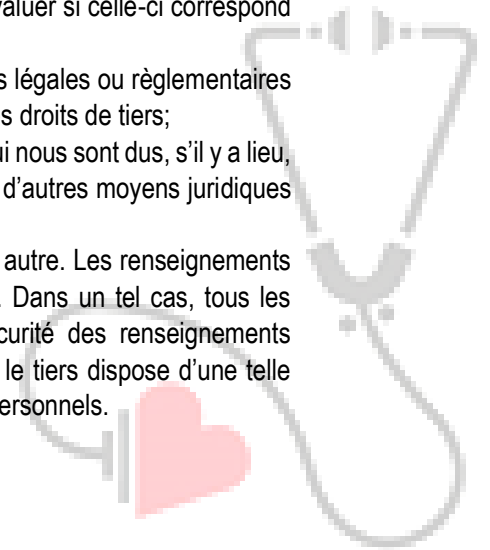 évaluer si celle-ci correspond
s légales ou règlementaires
s droits de tiers;
ui nous sont dus, s’il y a lieu,
d’autres moyens juridiques
autre. Les renseignements
. Dans un tel cas, tous les
curité des renseignements
le tiers dispose d’une telle
ersonnels.